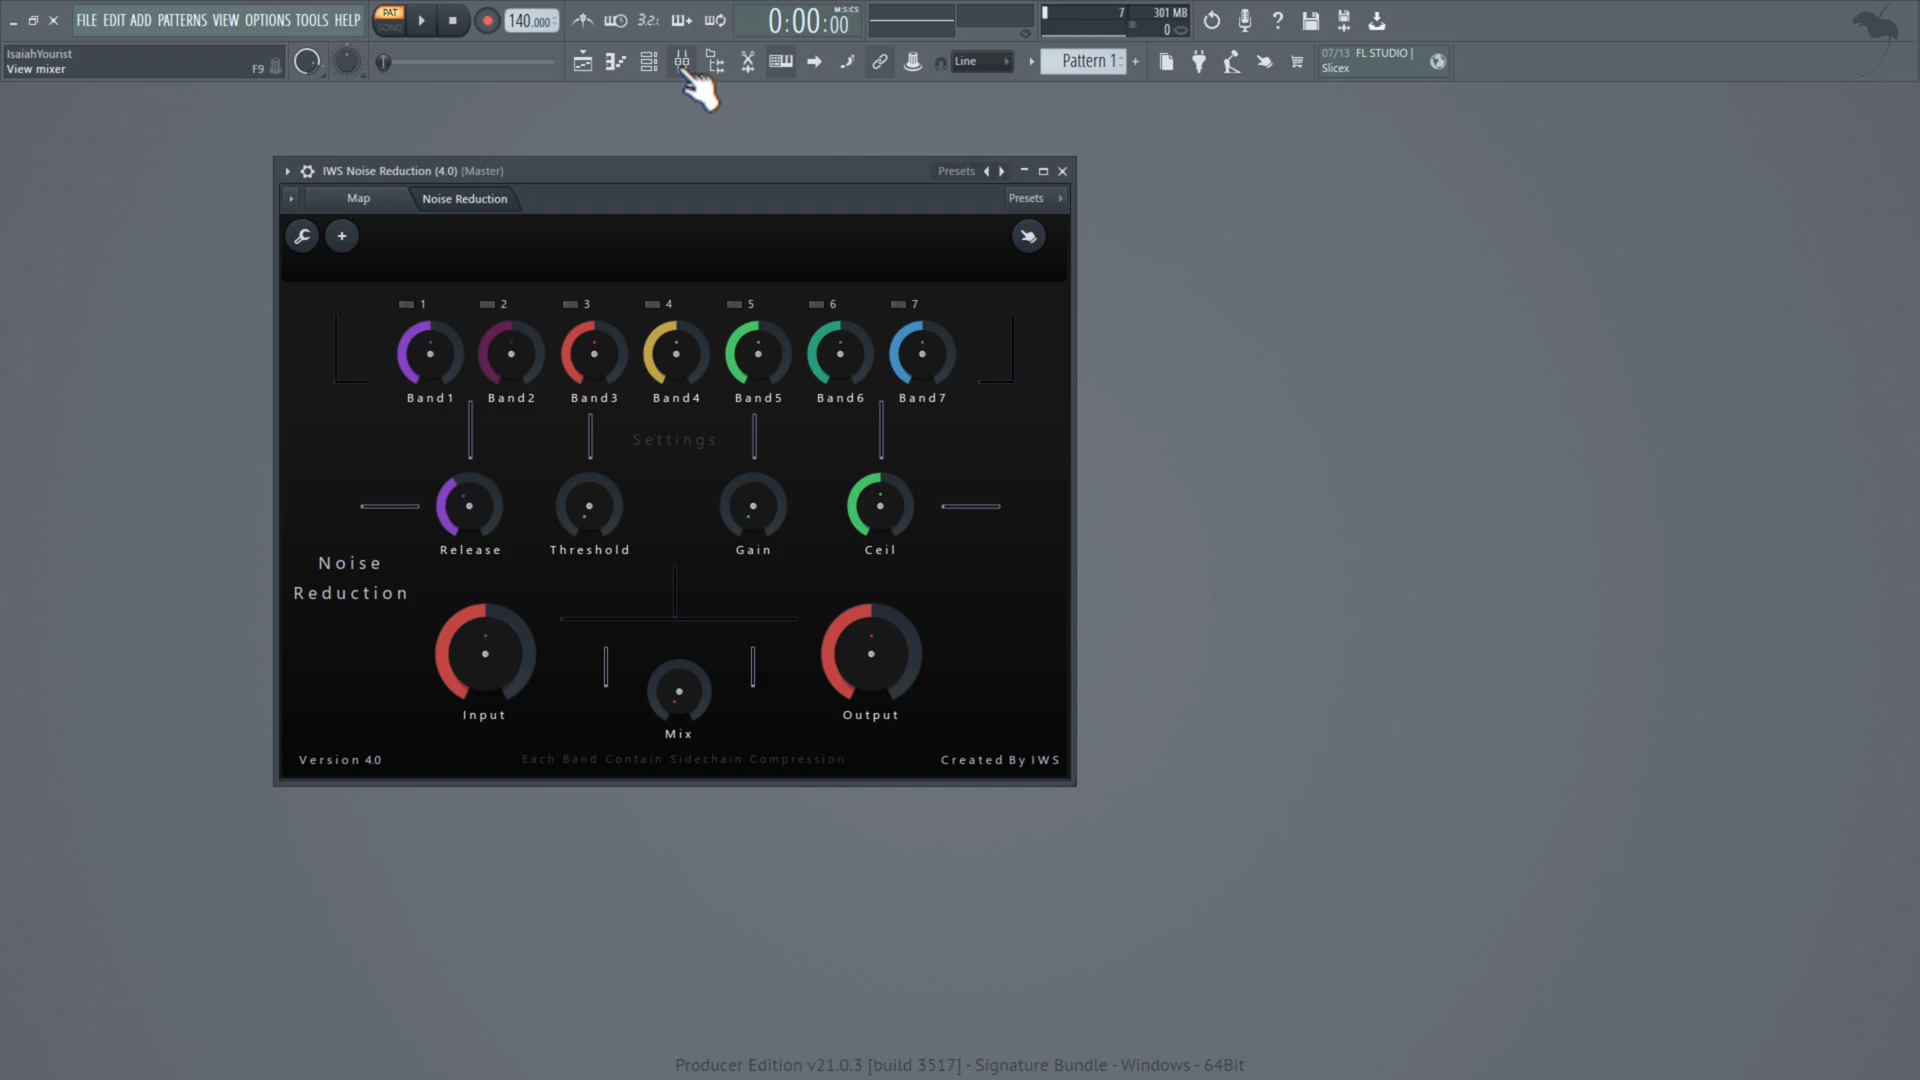 FILE EDIT ADD PATTERNS VIEW OPTIONS TOOLS HELP
PAT
SONG
140.000
3.2.
M:S:CS
0:00:00
7
301 MB
0
IsaiahYourist
View mixer
F9
Line
Pattern 1
07/13 FL STUDIO |
Slicex
IWS Noise Reduction (4.0) (Master)
Presets
Map
Noise Reduction
Presets
1 2 3 4 5 6 7
Band1 Band2 Band3 Band4 Band5 Band6 Band7
Settings
Release Threshold Gain Ceil
Noise
Reduction
Input
Mix
Output
Version 4.0
Each Band Contain Sidechain Compression
Created By IWS
Producer Edition v21.0.3 [build 3517] - Signature Bundle - Windows - 64Bit